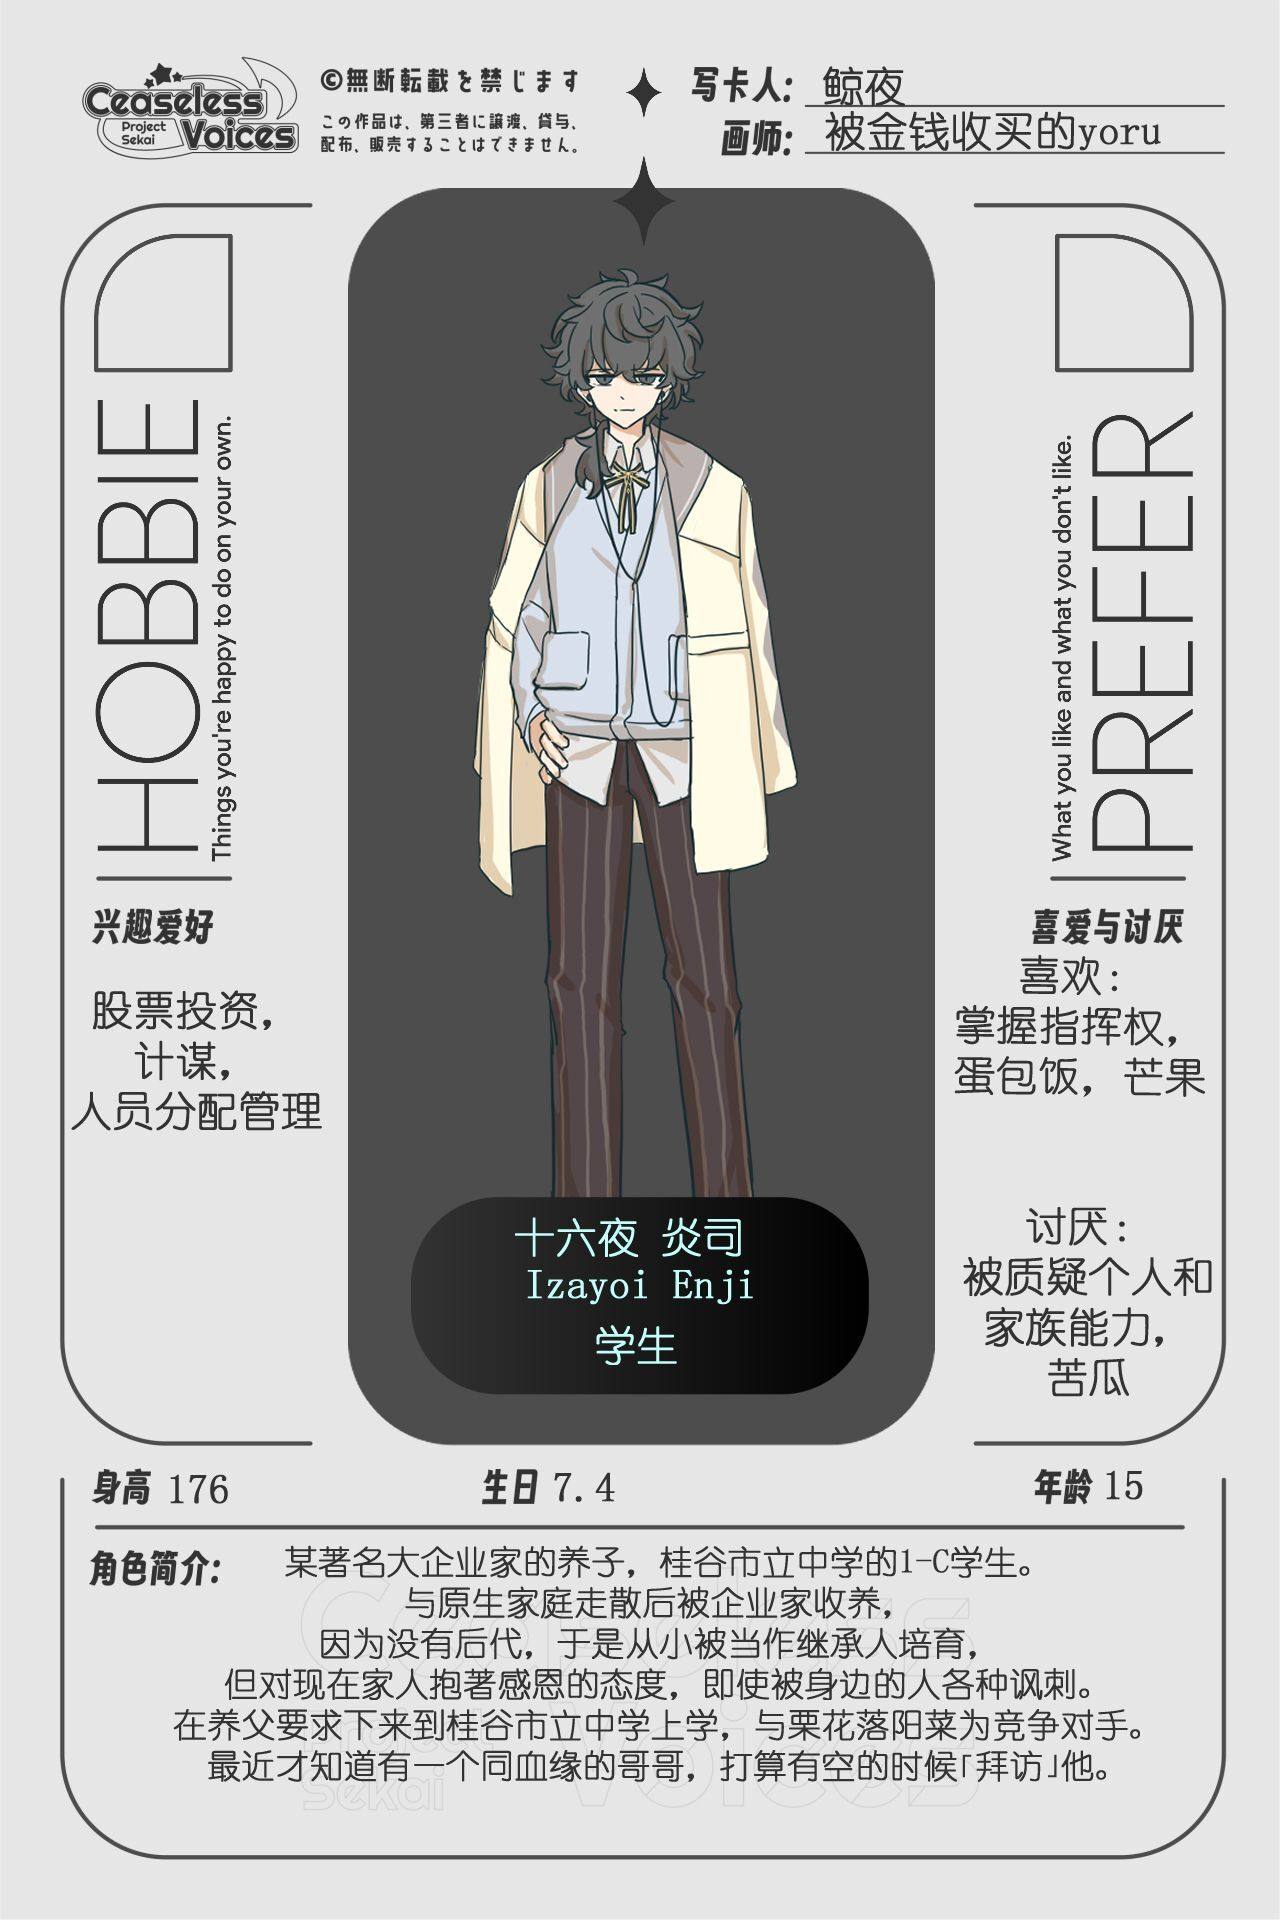 Ceaseless
Project
Sekai
Voices
©無断転載を禁じます
この作品は、第三者に譲渡、貸与、
配布、販売することはできません。
写卡人：鲸夜
画师：被金钱收买的yoru
HOBBIE
Things you're happy to do on your own.
兴趣爱好
股票投资，
计谋，
人员分配管理
PREFER
What you like and what you don't like.
喜爱与讨厌
喜欢：
掌握指挥权，
蛋包饭，芒果
讨厌：
被质疑个人和
家族能力，
苦瓜
十六夜 炎司
Izayoi Enji
学生
身高 176
生日 7.4
年龄 15
角色简介：
某著名大企业家的养子，桂谷市立中学的1-C学生。
与原生家庭走散后被企业家收养，
因为没有后代，于是从小被当作继承人培育，
但对现在家人抱著感恩的态度，即使被身边的人各种讽刺。
在养父要求下来到桂谷市立中学上学，与栗花落阳菜为竞争对手。
最近才知道有一个同血缘的哥哥，打算有空的时候｢拜访｣他。
Ceaseless
Project
Sekai
Voices